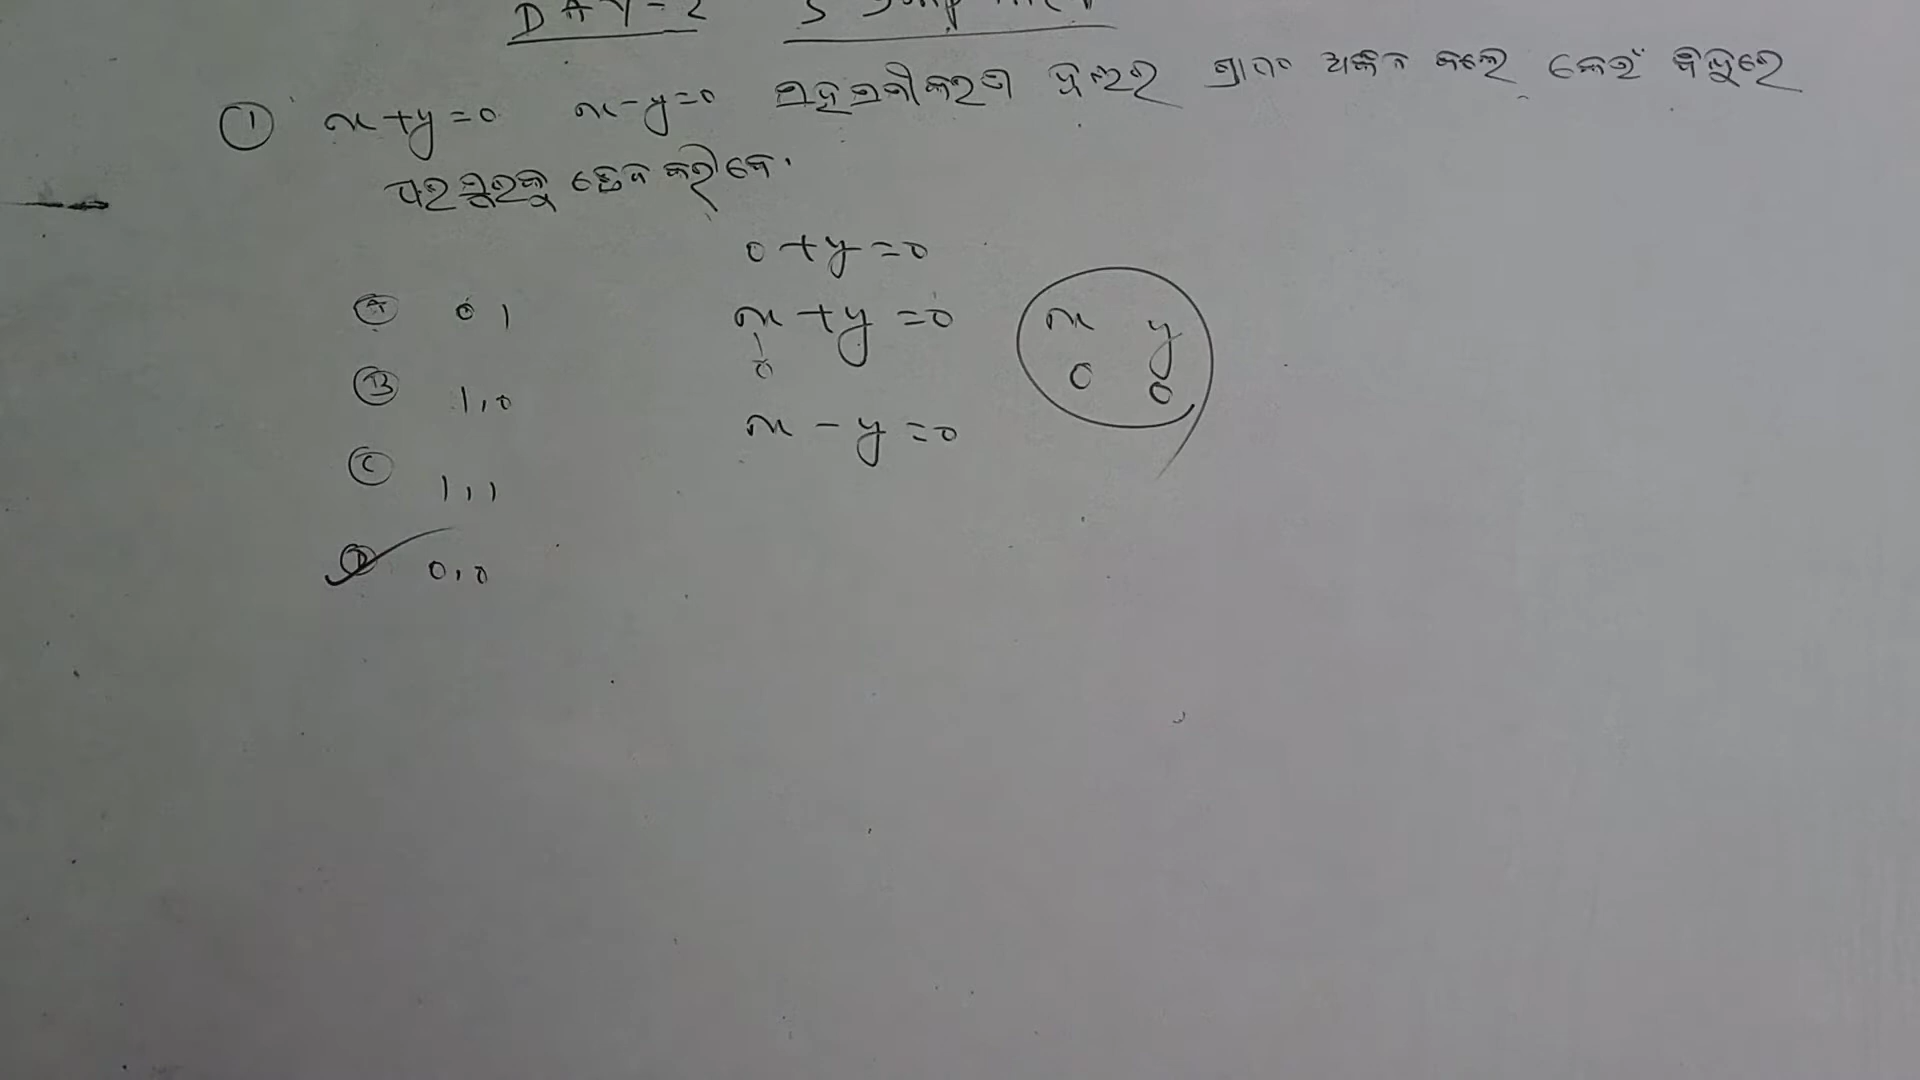 DAY-2
① x+y=0 x-y=0 ସହସମୀକରଣ ଦ୍ୱୟର ଗ୍ରାଫ ଅଙ୍କନ କଲେ କେଉଁ ବିନ୍ଦୁରେ
ପରସ୍ପରକୁ ଛେଦ କରିବେ.
0+y=0
Ⓐ 0 1
x+y=0
0
x y
0 0
Ⓑ 1,0
x-y=0
Ⓒ 1,1
Ⓓ 0,0